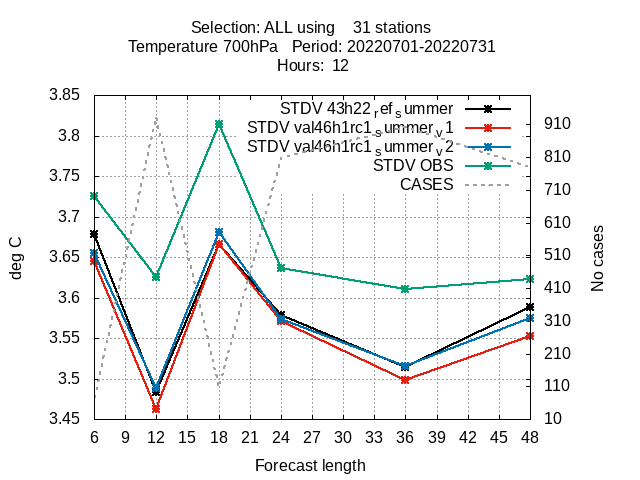 Selection: ALL using    31 stations
Temperature 700hPa   Period: 20220701-20220731
Hours:  12
3.85
3.8
3.75
3.7
3.65
3.6
3.55
3.5
3.45
deg C
STDV 43h22_ref_summer
STDV val46h1rc1_summer_v1
STDV val46h1rc1_summer_v2
STDV OBS
CASES
910
810
710
610
510
410
310
210
110
10
No cases
6 9 12 15 18 21 24 27 30 33 36 39 42 45 48
Forecast length